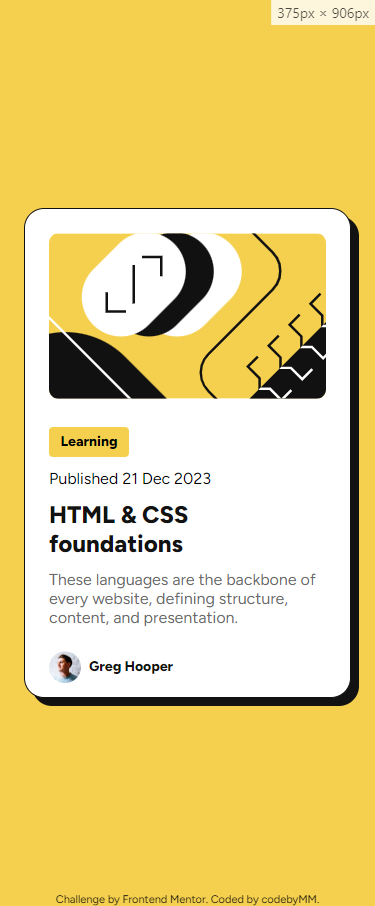 375px × 906px
Learning
Published 21 Dec 2023
HTML & CSS
foundations
These languages are the backbone of
every website, defining structure,
content, and presentation.
Greg Hooper
Challenge by Frontend Mentor. Coded by codebyMM.